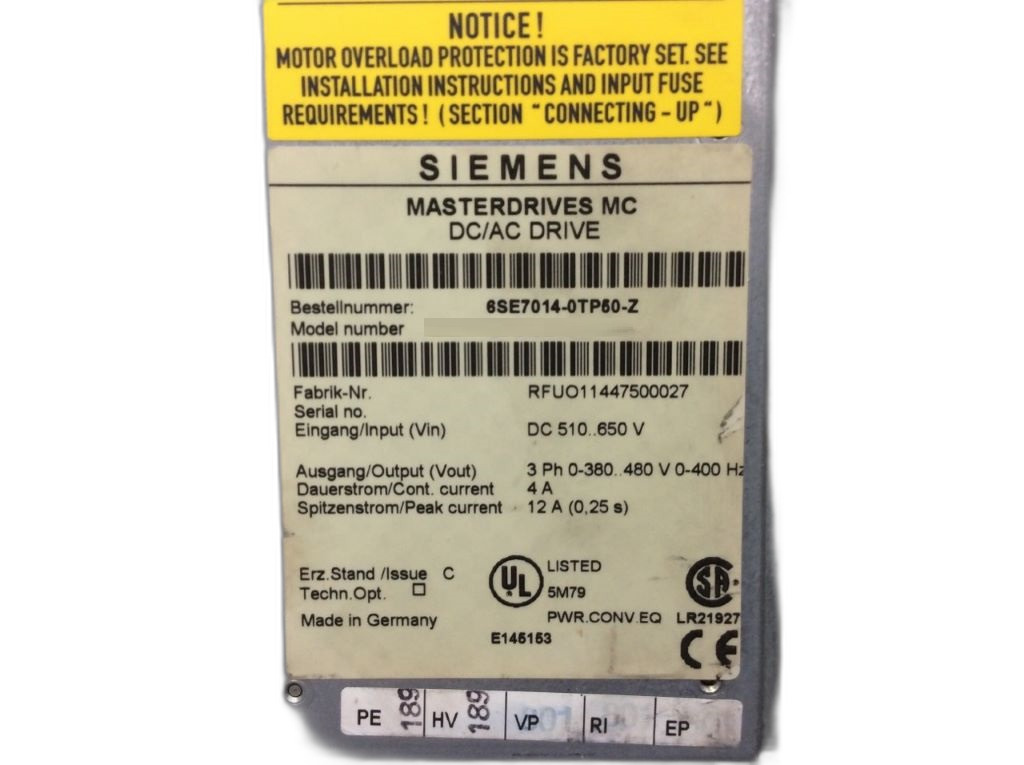 NOTICE!
MOTOR OVERLOAD PROTECTION IS FACTORY SET. SEE
INSTALLATION INSTRUCTIONS AND INPUT FUSE
REQUIREMENTS! (SECTION "CONNECTING-UP")
SIEMENS
MASTERDRIVES MC
DC/AC DRIVE
Bestellnummer: 6SE7014-0TP50-Z
Model number
Fabrik-Nr. RFUO11447500027
Serial no.
Eingang/Input (Vin) DC 510..650 V
Ausgang/Output (Vout) 3 Ph 0-380..480 V 0-400 Hz
Dauerstrom/Cont. current 4 A
Spitzenstrom/Peak current 12 A (0,25 s)
Erz.Stand /Issue C UL LISTED SA
Techn.Opt. 5M79
Made in Germany PWR.CONV.EQ LR21927
E145153 CE
PE 189 HV 189 VP RI EP